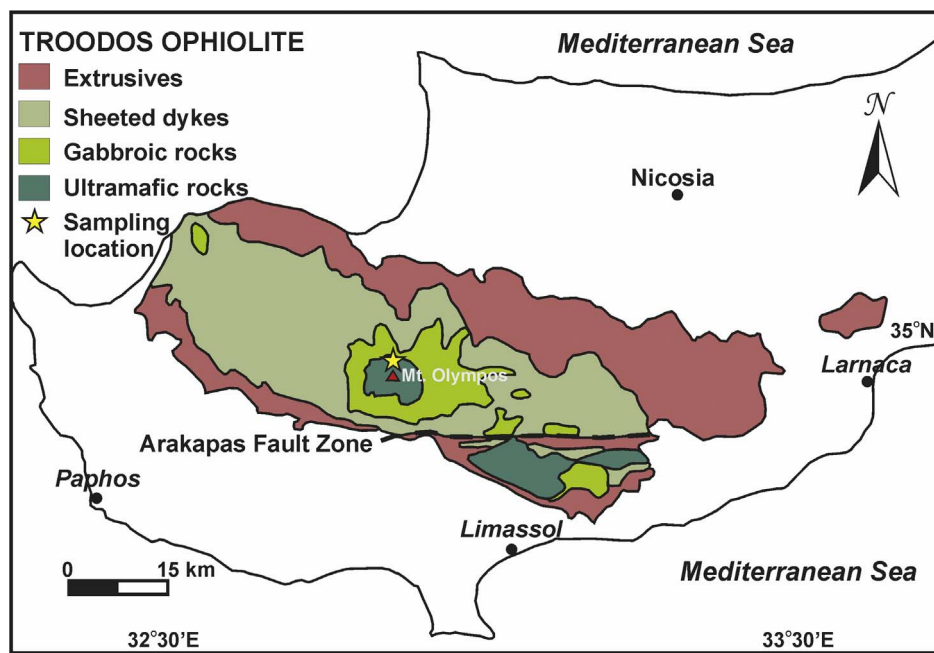 TROODOS OPHIOLITE
Extrusives
Sheeted dykes
Gabbroic rocks
Ultramafic rocks
Sampling
location
Mediterranean Sea
N
Nicosia
35°N
Larnaca
Mt. Olympos
Arakapas Fault Zone
Paphos
Limassol
0 15 km
Mediterranean Sea
32°30'E
33°30'E